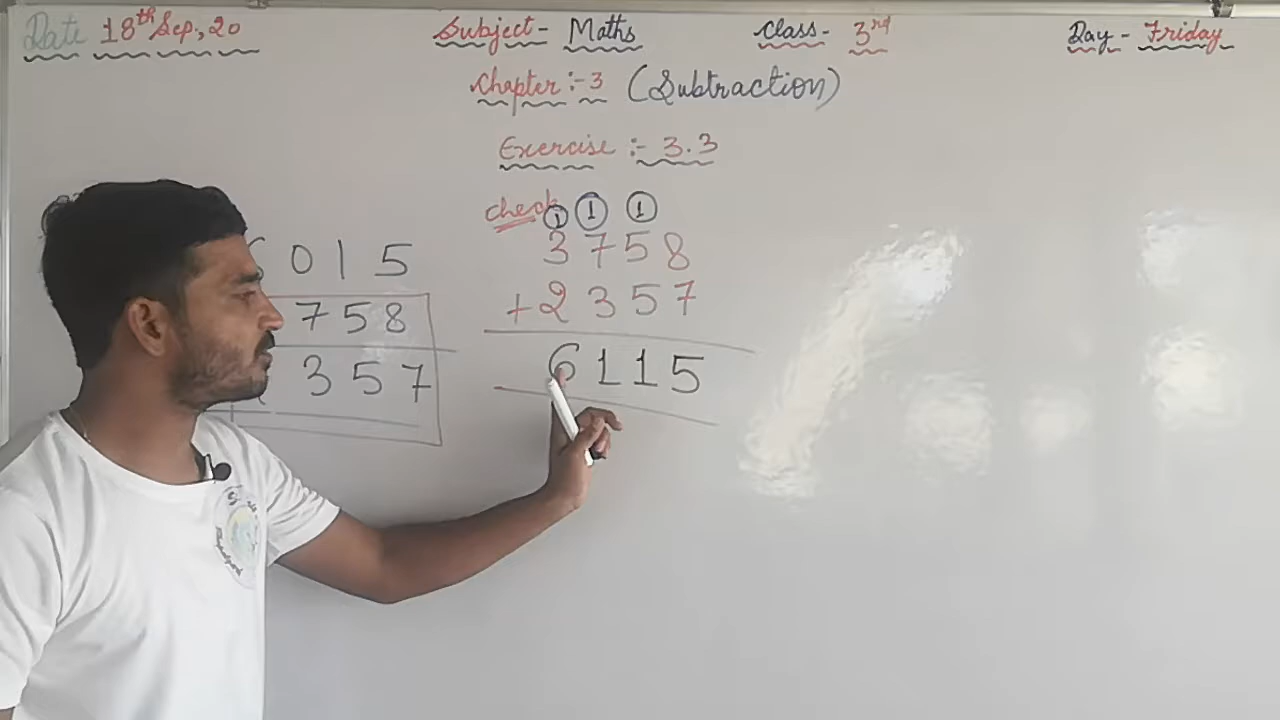 Date 18th Sep, 20 Subject- Maths Class- 3rd Day- Friday
Chapter:-3 (Subtraction)
Exercise:- 3.3
check 1 1 1
015 3758
758 +2357
357 6115